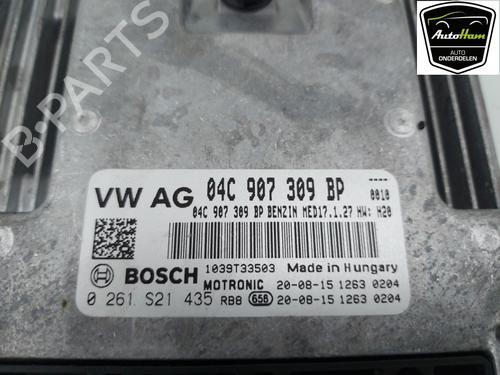 AutoHam
AUTO
ONDERDELEN
B-PARTS
VW AG 04C 907 309 BP
0010
04C 907 309 BP BENZIN MED17.1.27 HW: H20
BOSCH 1039T33503 Made in Hungary
MOTRONIC 20-08-15 1263 0204
0 261 S21 435 RB8 658 20-08-15 1263 0204